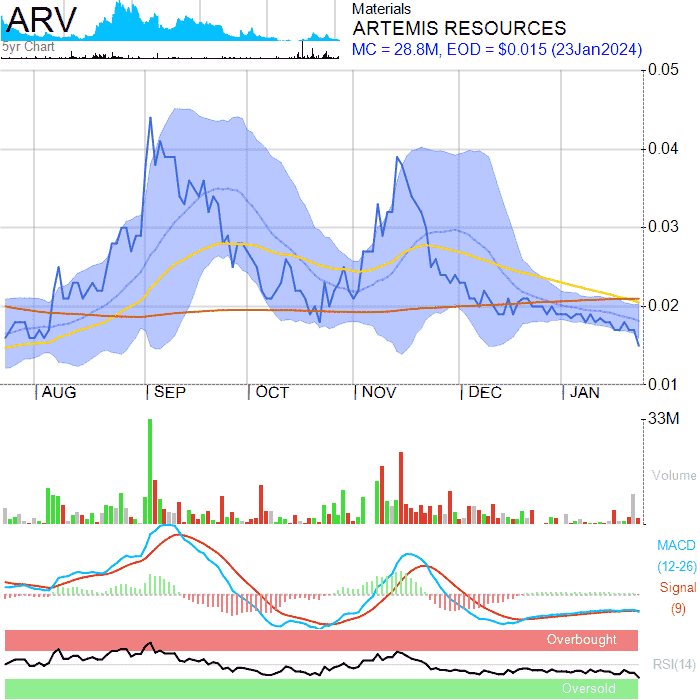 ARV
5yr Chart
Materials
ARTEMIS RESOURCES
MC = 28.8M, EOD = $0.015 (23Jan2024)
0.05
0.04
0.03
0.02
0.01
AUG SEP OCT NOV DEC JAN
33M
Volume
MACD
(12-26)
Signal
(9)
Overbought
RSI(14)
Oversold